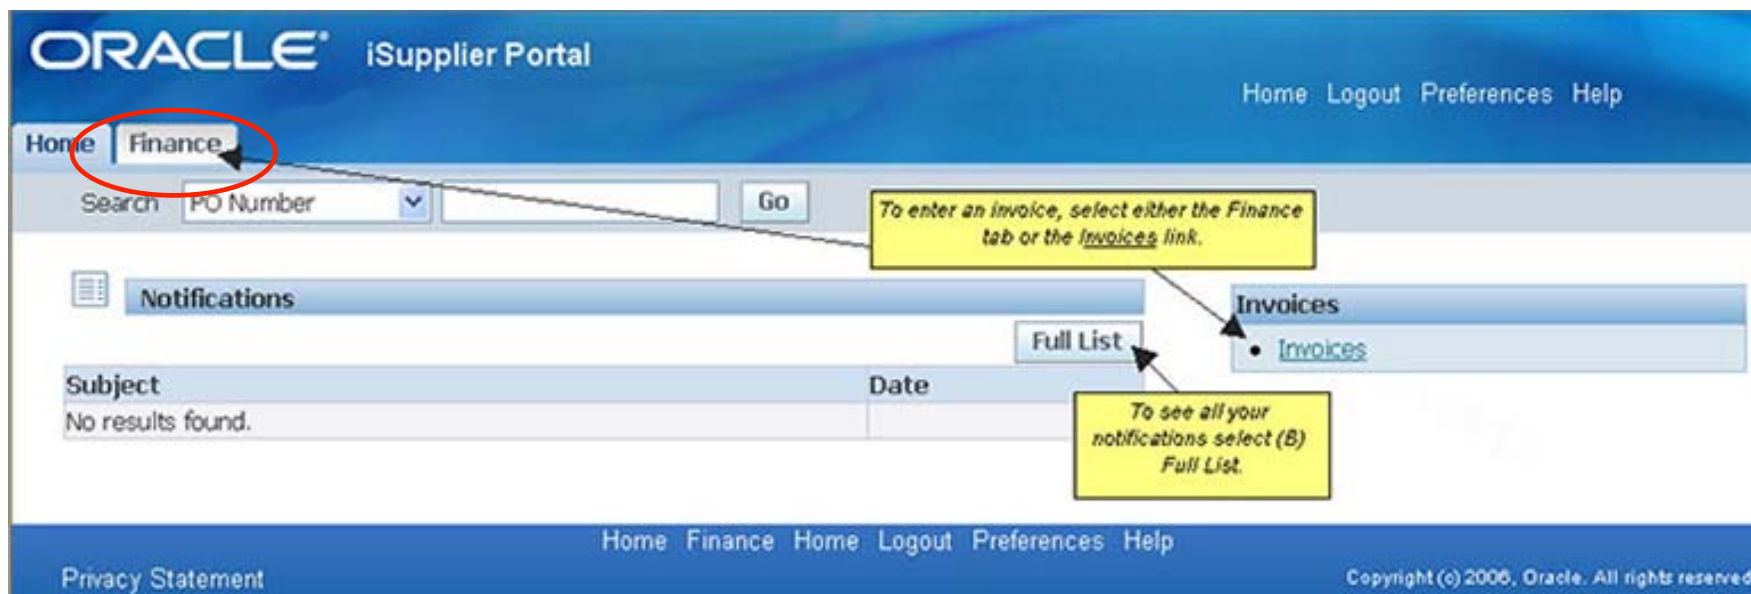 ORACLE® iSupplier Portal
Home Logout Preferences Help
Home Finance
Search PO Number Go
To enter an invoice, select either the Finance
tab or the Invoices link.
Notifications
Invoices
Full List
• Invoices
Subject Date
No results found.
To see all your
notifications select (B)
Full List.
Home Finance Home Logout Preferences Help
Privacy Statement
Copyright (c) 2006, Oracle. All rights reserved